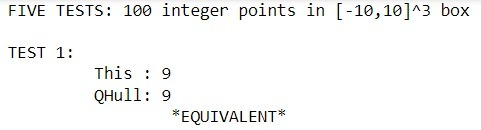 FIVE TESTS: 100 integer points in [-10,10]^3 box
TEST 1:
This : 9
QHull: 9
*EQUIVALENT*